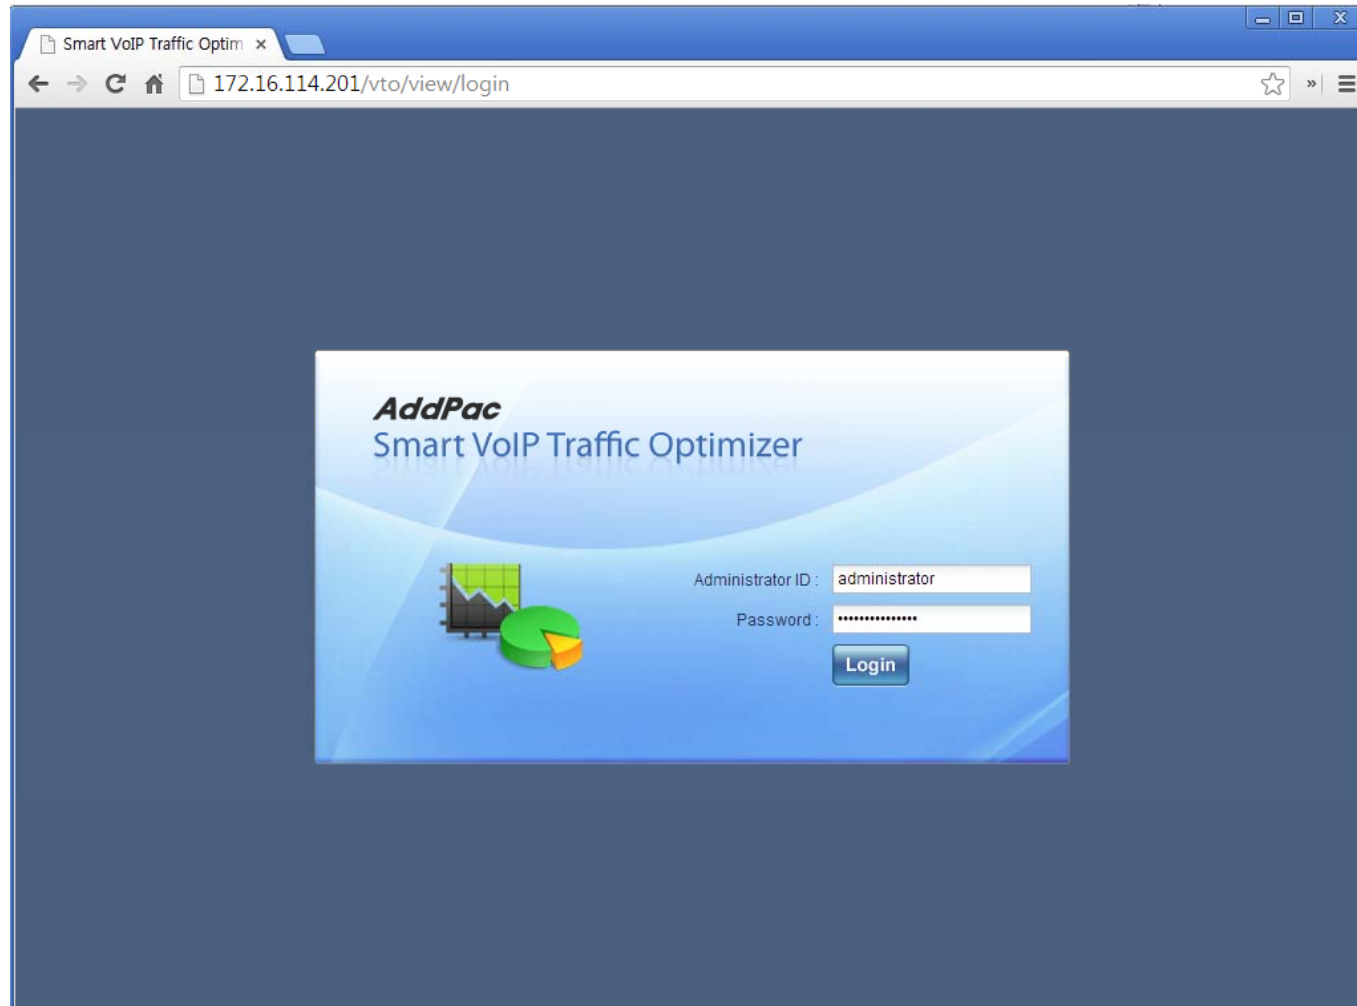 Smart VoIP Traffic Optim
172.16.114.201/vto/view/login
AddPac
Smart VoIP Traffic Optimizer
Administrator ID : administrator
Password : •••••••••••••••
Login